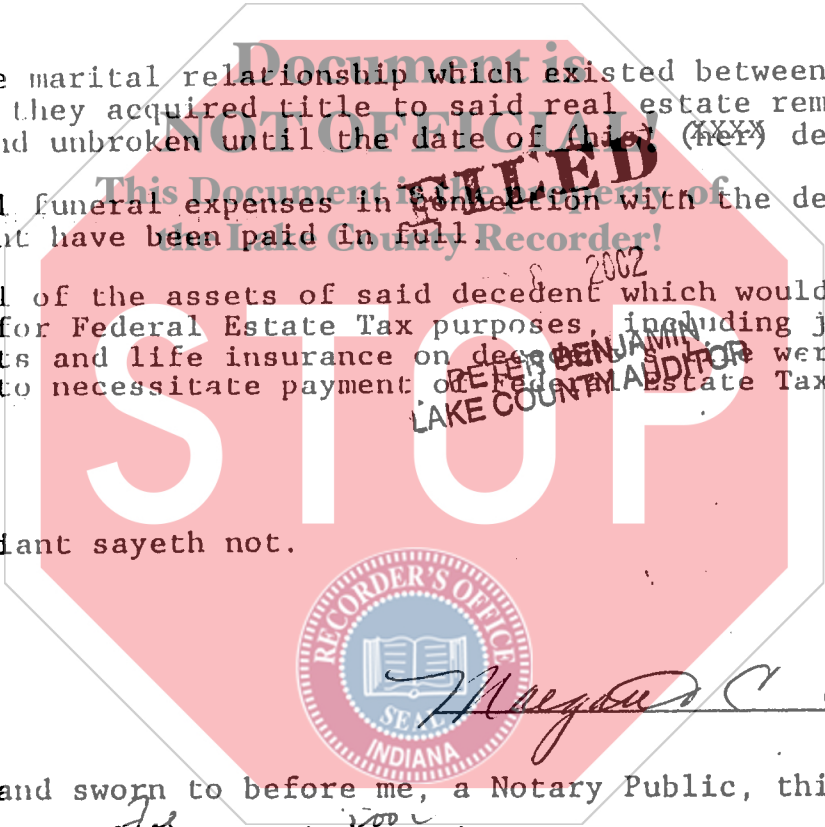 Document is
e marital relationship which existed between
they acquired title to said real estate rem
NOT OFFICIAL!
nd unbroken until the date of (his) (her) de
FILED
This Document is the property of
l funeral expenses in connection with the de
nt have been paid in full.
the Lake County Recorder!
2002
l of the assets of said decedent which would
for Federal Estate Tax purposes, including j
ts and life insurance on decedent's life wer
to necessitate payment of Federal Estate Tax
PETER BENJAMIN
LAKE COUNTY AUDITOR
STOP
iant sayeth not.
RECORDER'S OFFICE
SEAL
INDIANA
C
and sworn to before me, a Notary Public, thi